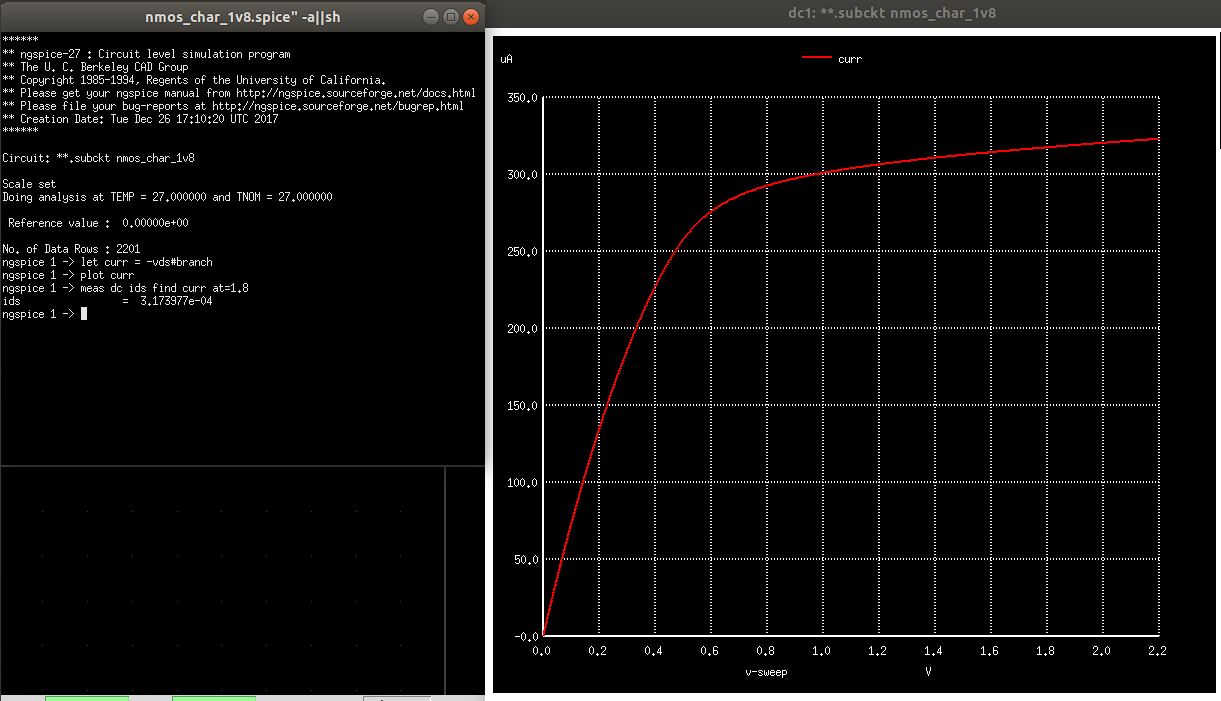 nmos_char_1v8.spice" -a||sh
******
** ngspice-27 : Circuit level simulation program
** The U. C. Berkeley CAD Group
** Copyright 1985-1994, Regents of the University of California.
** Please get your ngspice manual from http://ngspice.sourceforge.net/docs.html
** Please file your bug-reports at http://ngspice.sourceforge.net/bugrep.html
** Creation Date: Tue Dec 26 17:10:20 UTC 2017
******
Circuit: **.subckt nmos_char_1v8
Scale set
Doing analysis at TEMP = 27.000000 and TNOM = 27.000000
Reference value : 0.00000e+00
No. of Data Rows : 2201
ngspice 1 -> let curr = -vds#branch
ngspice 1 -> plot curr
ngspice 1 -> meas dc ids find curr at=1.8
ids = 3.173977e-04
ngspice 1 ->
dc1: **.subckt nmos_char_1v8
uA
curr
350.0
300.0
250.0
200.0
150.0
100.0
50.0
-0.0
0.0 0.2 0.4 0.6 0.8 1.0 1.2 1.4 1.6 1.8 2.0 2.2
v-sweep V